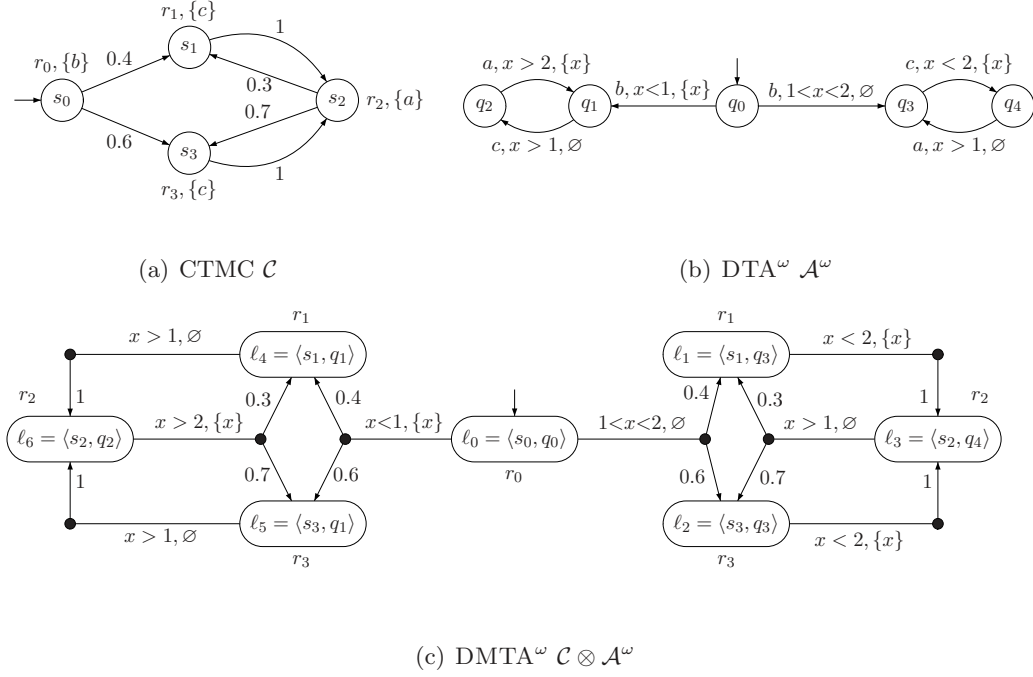 r₁, {c}
1
s₁
r₀, {b}
0.4
0.3
s₀
s₂
r₂, {a}
0.7
0.6
s₃
1
r₃, {c}
(a) CTMC 𝒞
a, x > 2, {x}
c, x < 2, {x}
q₂
q₁
b, x<1, {x}
q₀
b, 1<x<2, ∅
q₃
q₄
c, x > 1, ∅
a, x > 1, ∅
(b) DTA^ω 𝒜^ω
r₁
r₁
x > 1, ∅
ℓ₄ = ⟨s₁, q₁⟩
ℓ₁ = ⟨s₁, q₃⟩
x < 2, {x}
r₂
1
0.3
0.4
0.4
0.3
1
r₂
ℓ₆ = ⟨s₂, q₂⟩
x > 2, {x}
x<1, {x}
ℓ₀ = ⟨s₀, q₀⟩
1<x<2, ∅
x > 1, ∅
ℓ₃ = ⟨s₂, q₄⟩
r₀
1
0.7
0.6
0.6
0.7
1
ℓ₅ = ⟨s₃, q₁⟩
ℓ₂ = ⟨s₃, q₃⟩
x > 1, ∅
x < 2, {x}
r₃
r₃
(c) DMTA^ω 𝒞 ⊗ 𝒜^ω